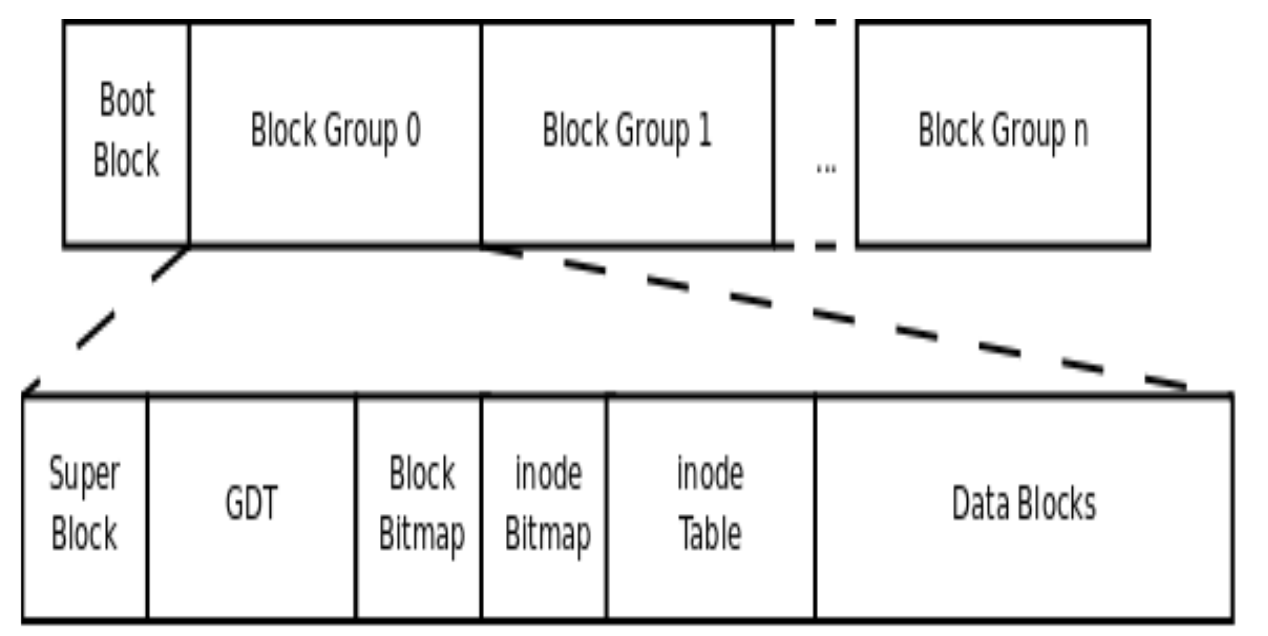 Boot
Block
Block Group 0
Block Group 1
...
Block Group n
Super
Block
GDT
Block
Bitmap
inode
Bitmap
inode
Table
Data Blocks